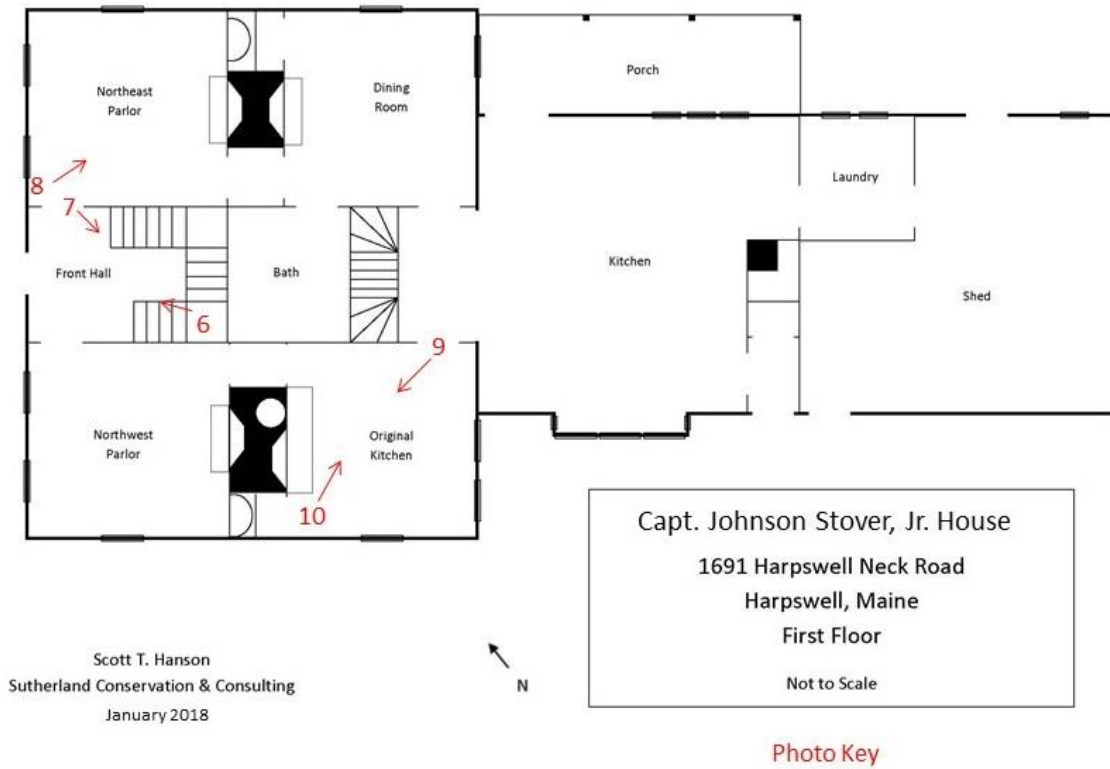 Porch
Northeast
Parlor
Dining
Room
8
7
Laundry
Front Hall
Bath
Kitchen
Shed
6
9
Northwest
Parlor
Original
Kitchen
10
Capt. Johnson Stover, Jr. House
1691 Harpswell Neck Road
Harpswell, Maine
First Floor
Not to Scale
Scott T. Hanson
Sutherland Conservation & Consulting
January 2018
N
Photo Key